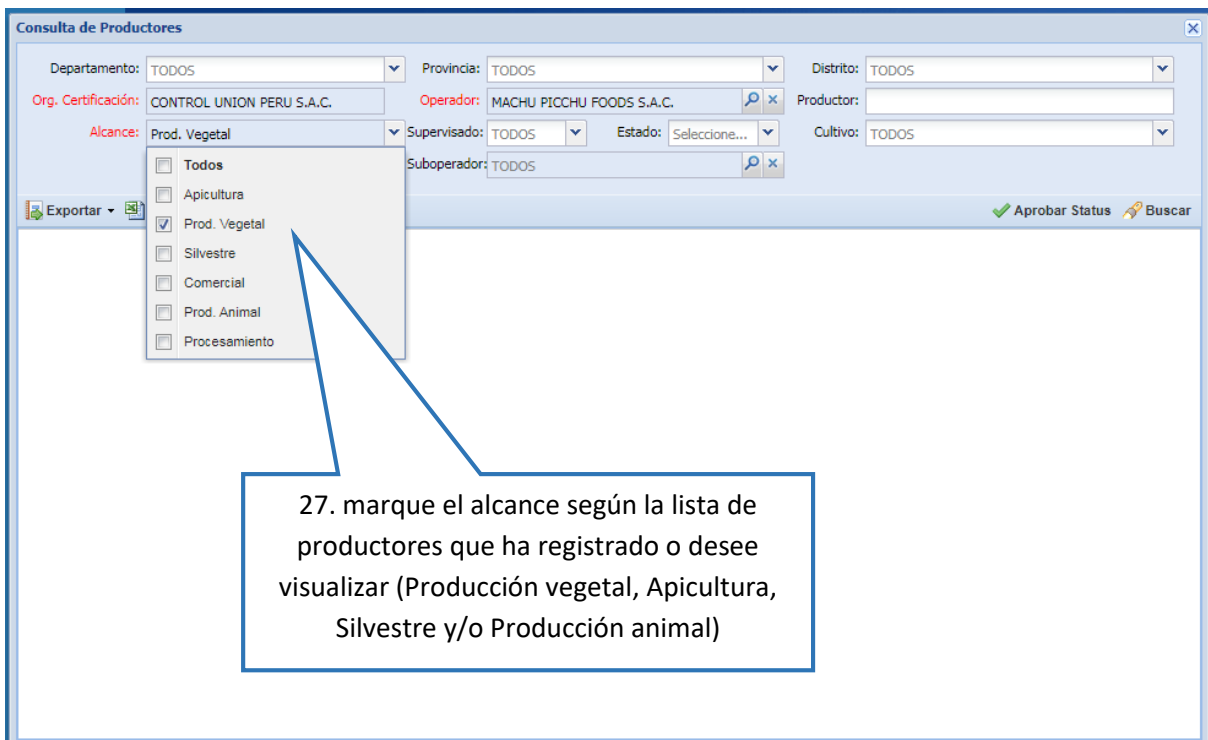 Consulta de Productores
Departamento: TODOS Provincia: TODOS Distrito: TODOS
Org. Certificación: CONTROL UNION PERU S.A.C. Operador: MACHU PICCHU FOODS S.A.C. Productor:
Alcance: Prod. Vegetal Supervisado: TODOS Estado: Seleccione... Cultivo: TODOS
Suboperador: TODOS
Todos
Apicultura
Prod. Vegetal
Silvestre
Comercial
Prod. Animal
Procesamiento
Exportar Aprobar Status Buscar
27. marque el alcance según la lista de
productores que ha registrado o desee
visualizar (Producción vegetal, Apicultura,
Silvestre y/o Producción animal)